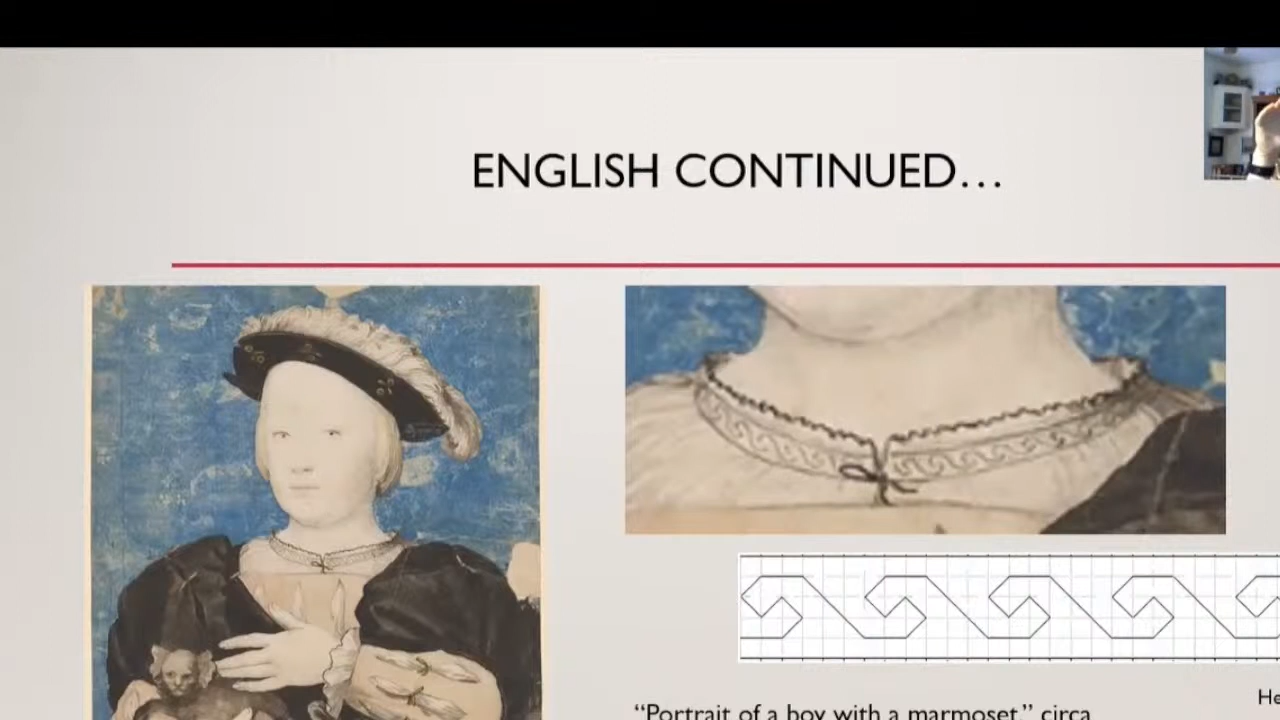 ENGLISH CONTINUED…
"Portrait of a boy with a marmoset," circa